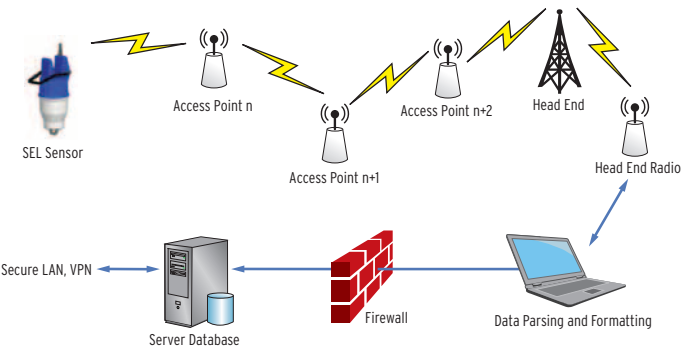 SEL Sensor
Access Point n
Access Point n+1
Access Point n+2
Head End
Head End Radio
Secure LAN, VPN
Server Database
Firewall
Data Parsing and Formatting